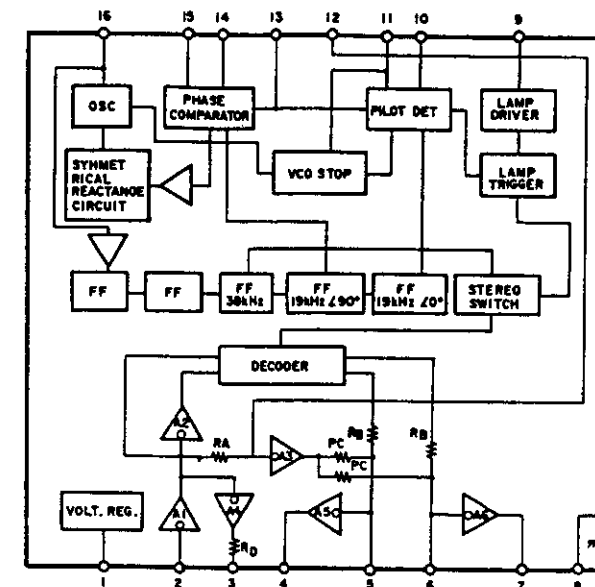 16 15 14 13 12 11 10 9
OSC
PHASE
COMPARATOR
PILOT DET
LAMP
DRIVER
SYHMET
RICAL
REACTANCE
CIRCUIT
VCO STOP
LAMP
TRIGGER
FF
FF
FF
38kHz
FF
19kHz ∠90°
FF
19kHz ∠0°
STEREO
SWITCH
DECODER
A2
RA
A3
PC
PC
RB
RB
VOLT. REG.
A1
A4
RD
A5
A6
1 2 3 4 5 6 7 8